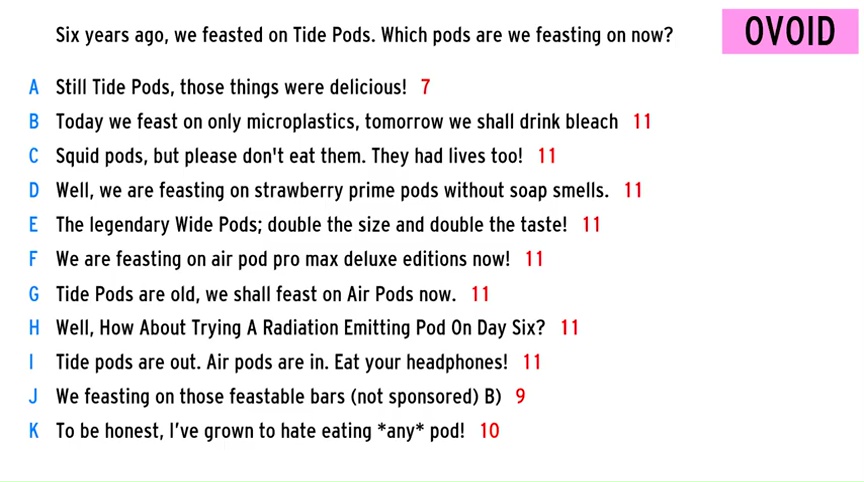 Six years ago, we feasted on Tide Pods. Which pods are we feasting on now?
OVOID
A Still Tide Pods, those things were delicious! 7
B Today we feast on only microplastics, tomorrow we shall drink bleach 11
C Squid pods, but please don't eat them. They had lives too! 11
D Well, we are feasting on strawberry prime pods without soap smells. 11
E The legendary Wide Pods; double the size and double the taste! 11
F We are feasting on air pod pro max deluxe editions now! 11
G Tide Pods are old, we shall feast on Air Pods now. 11
H Well, How About Trying A Radiation Emitting Pod On Day Six? 11
I Tide pods are out. Air pods are in. Eat your headphones! 11
J We feasting on those feastable bars (not sponsored) B) 9
K To be honest, I've grown to hate eating *any* pod! 10